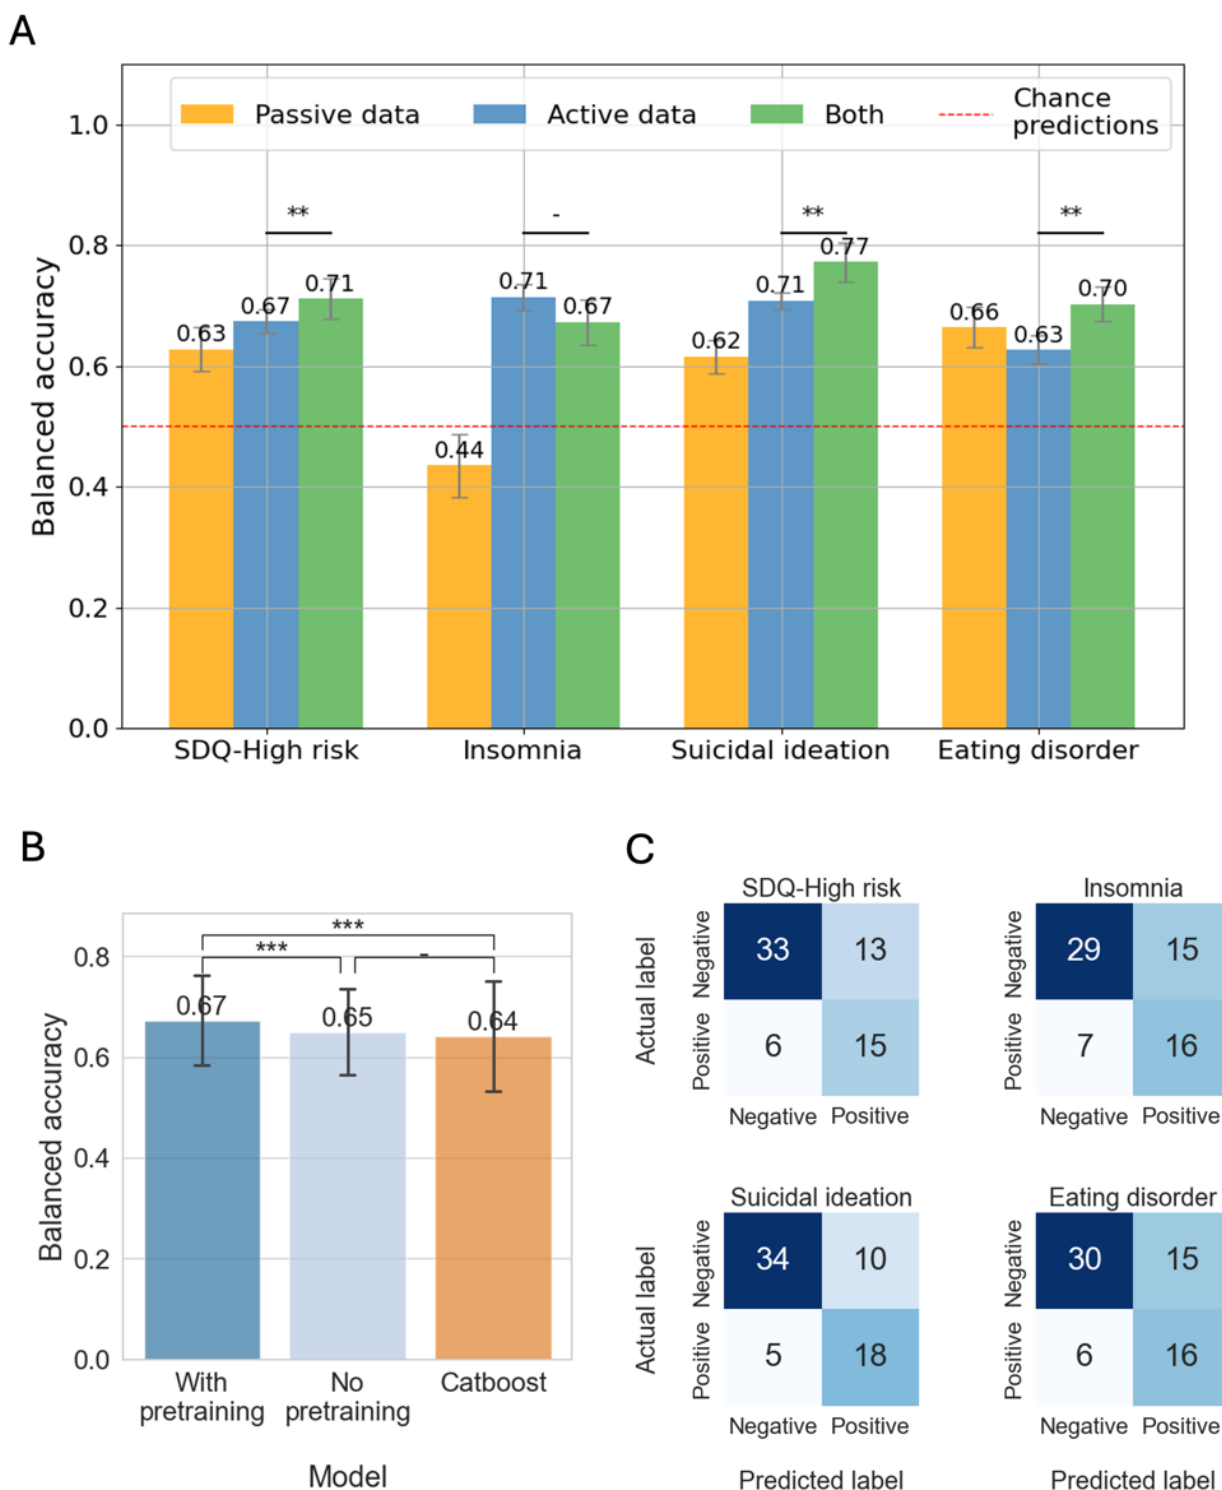 A
Passive data Active data Both Chance predictions
Balanced accuracy
1.0
0.8
0.6
0.4
0.2
0.0
** - ** **
0.63 0.67 0.71
0.44 0.71 0.67
0.62 0.71 0.77
0.66 0.63 0.70
SDQ-High risk Insomnia Suicidal ideation Eating disorder
B
Balanced accuracy
0.8
0.6
0.4
0.2
0.0
***
*** -
0.67 0.65 0.64
With pretraining
No pretraining
Catboost
Model
C
SDQ-High risk
Actual label
Negative
Positive
33 13
6 15
Negative Positive
Insomnia
Negative
Positive
29 15
7 16
Negative Positive
Suicidal ideation
Actual label
Negative
Positive
34 10
5 18
Negative Positive
Predicted label
Eating disorder
Negative
Positive
30 15
6 16
Negative Positive
Predicted label